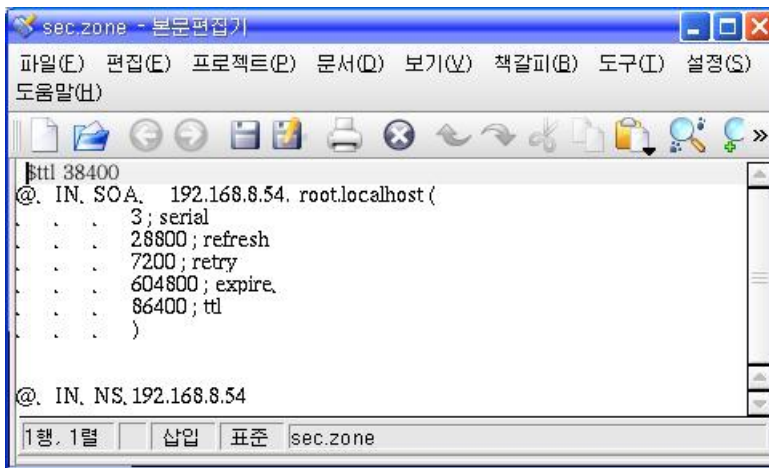 sec.zone - 본문편집기
파일(F) 편집(E) 프로젝트(P) 문서(D) 보기(V) 책갈피(B) 도구(T) 설정(S)
도움말(H)
$ttl 38400
@. IN. SOA. 192.168.8.54. root.localhost (
. . . 3 ; serial
. . . 28800 ; refresh
. . . 7200 ; retry
. . . 604800 ; expire.
. . . 86400 ; ttl
. . . )
@. IN. NS. 192.168.8.54
1행, 1렬 삽입 표준 sec.zone